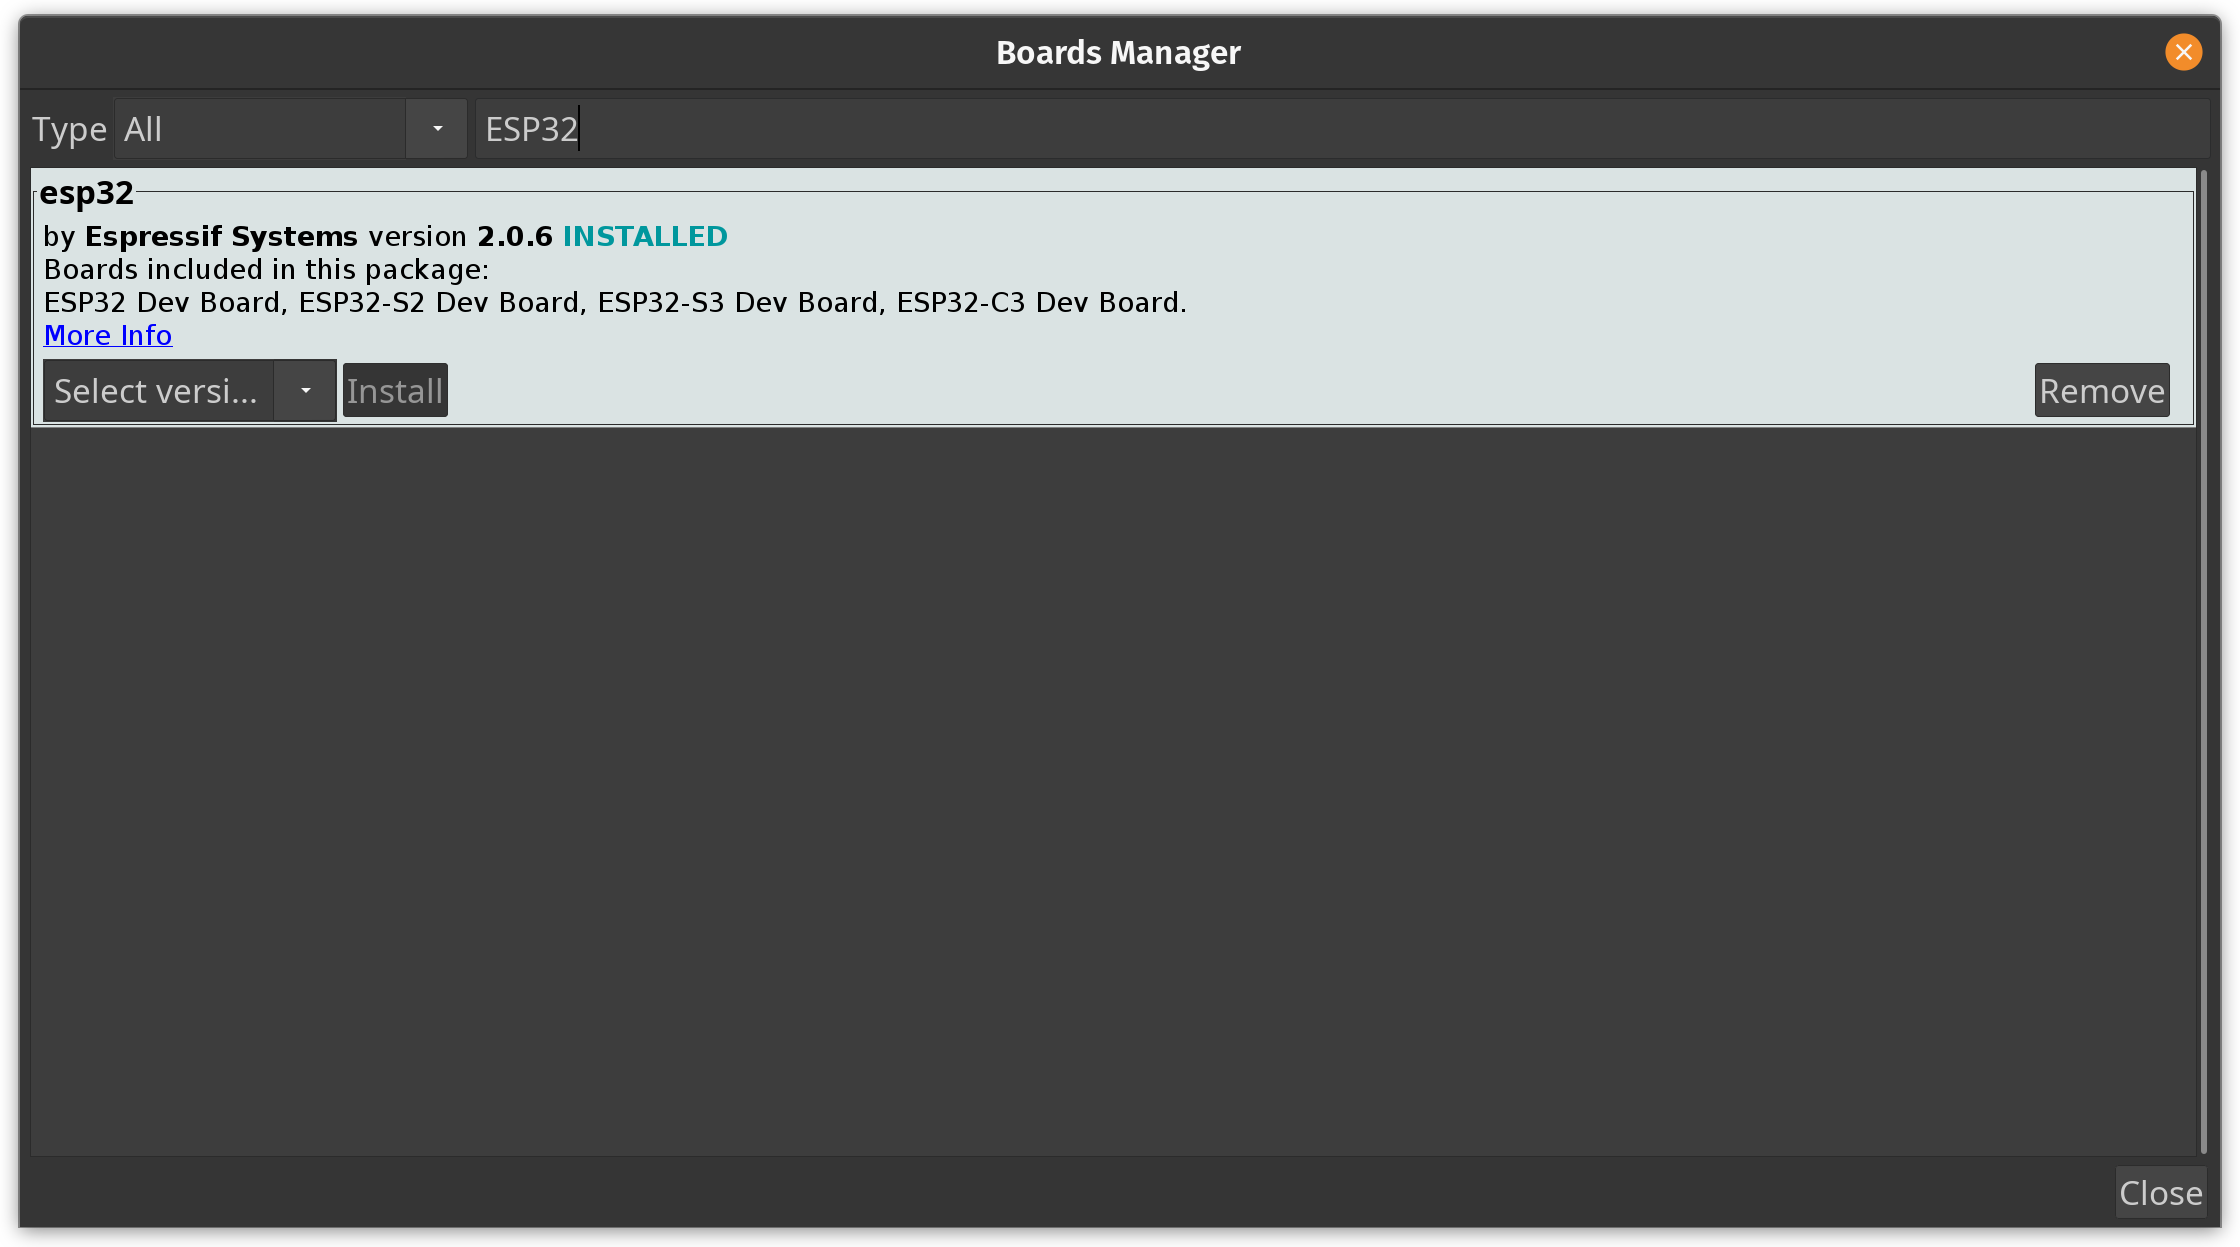 Boards Manager
Type All ESP32
esp32
by Espressif Systems version 2.0.6 INSTALLED
Boards included in this package:
ESP32 Dev Board, ESP32-S2 Dev Board, ESP32-S3 Dev Board, ESP32-C3 Dev Board.
More Info
Select versi... Install Remove
Close